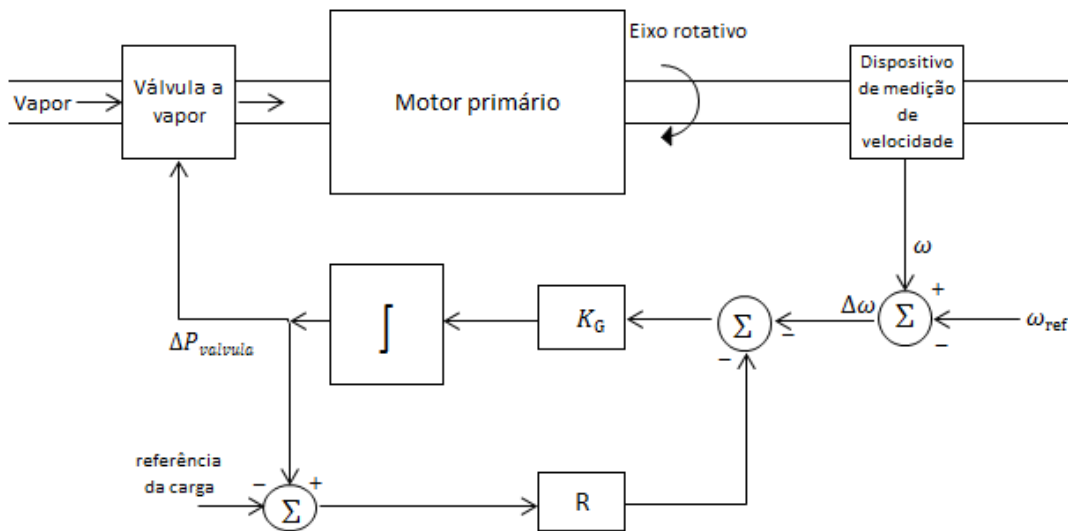 Eixo rotativo
Vapor
Válvula a
vapor
Motor primário
Dispositivo
de medição
de
velocidade
ω
+
Σ
−
ω_ref
Δω
−
Σ
−
K_G
∫
ΔP_valvula
referência
da carga
−
+
Σ
R